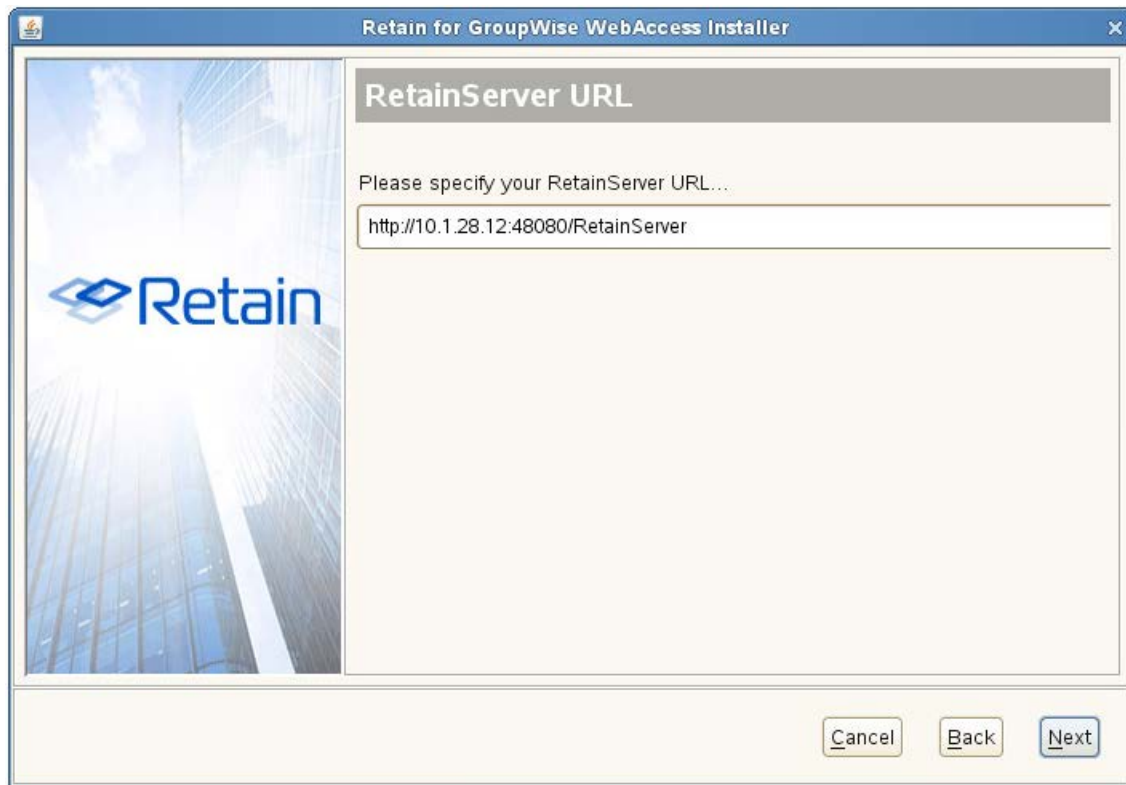 Retain for GroupWise WebAccess Installer
RetainServer URL
Please specify your RetainServer URL...
http://10.1.28.12:48080/RetainServer
Retain
Cancel
Back
Next